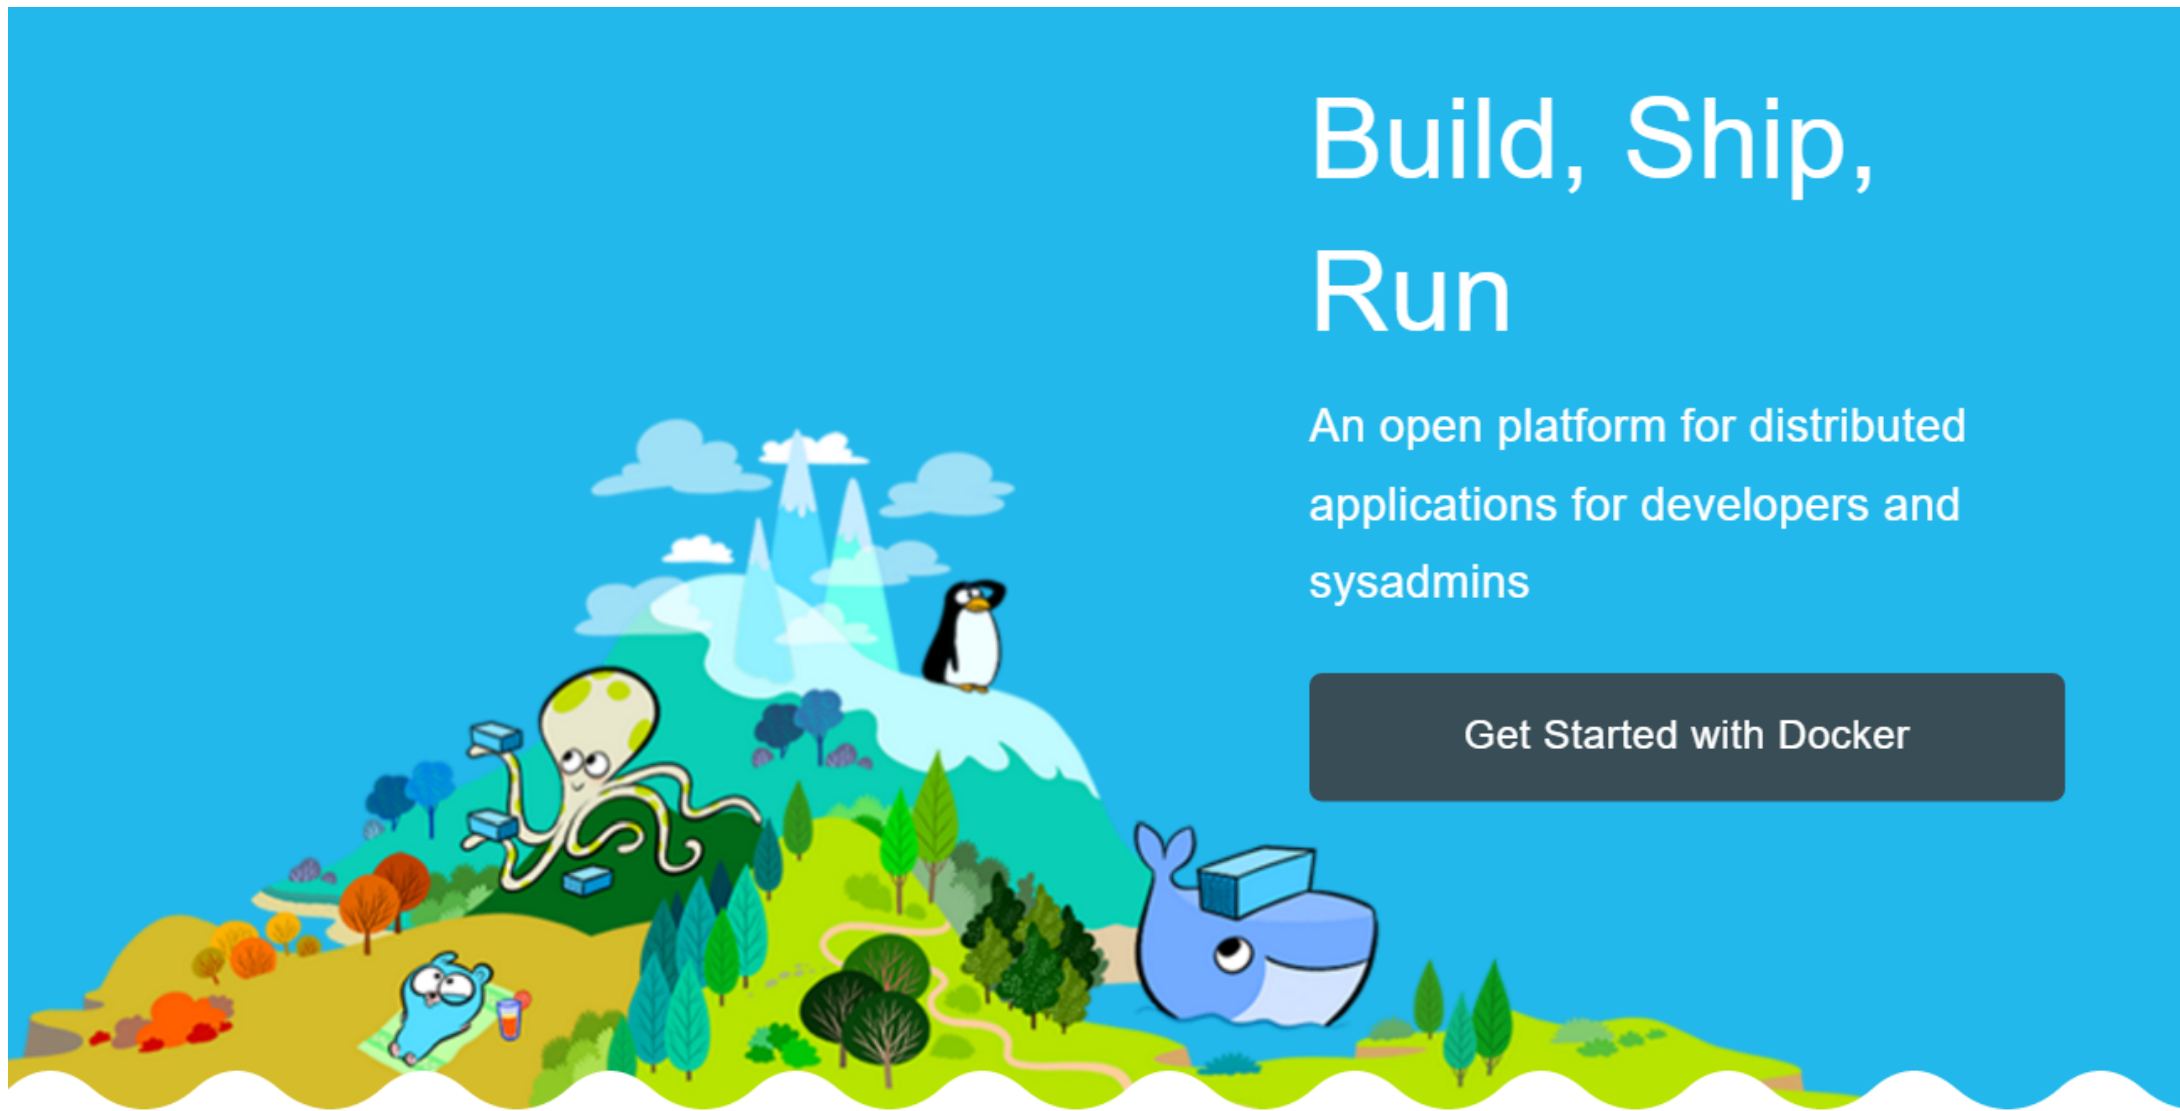 Build, Ship,
Run
An open platform for distributed
applications for developers and
sysadmins
Get Started with Docker